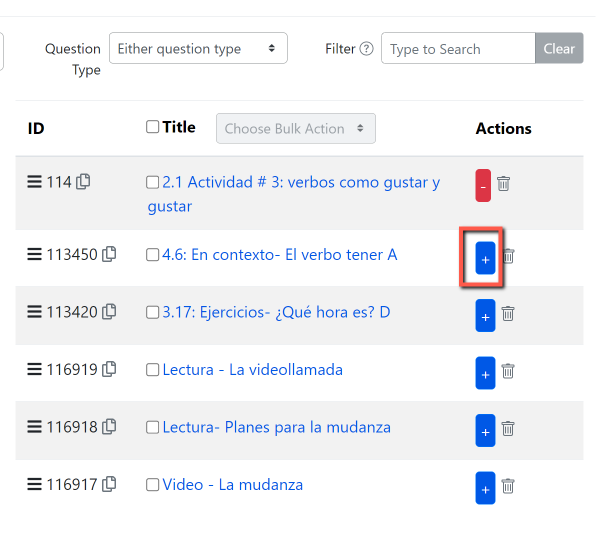 Question Type
Either question type
Filter ?
Type to Search
Clear
ID
Title
Choose Bulk Action
Actions
114
2.1 Actividad # 3: verbos como gustar y
gustar
-
113450
4.6: En contexto- El verbo tener A
+
113420
3.17: Ejercicios- ¿Qué hora es? D
+
116919
Lectura - La videollamada
+
116918
Lectura- Planes para la mudanza
+
116917
Video - La mudanza
+